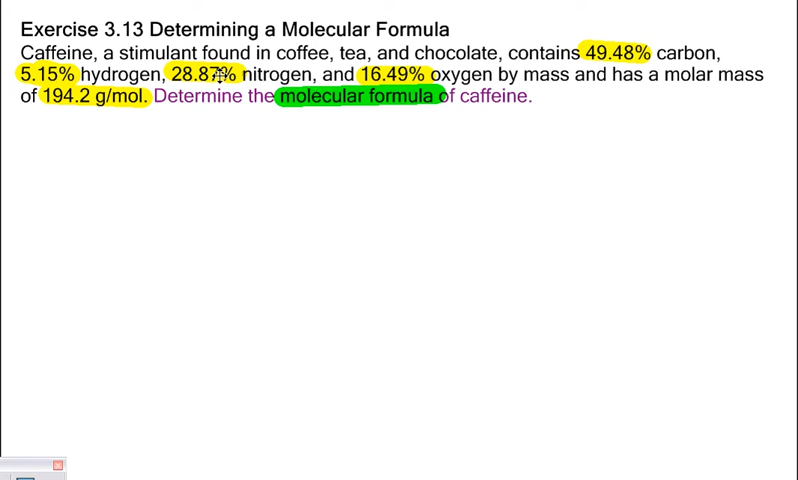 Exercise 3.13 Determining a Molecular Formula
Caffeine, a stimulant found in coffee, tea, and chocolate, contains 49.48% carbon,
5.15% hydrogen, 28.87% nitrogen, and 16.49% oxygen by mass and has a molar mass
of 194.2 g/mol. Determine the molecular formula of caffeine.